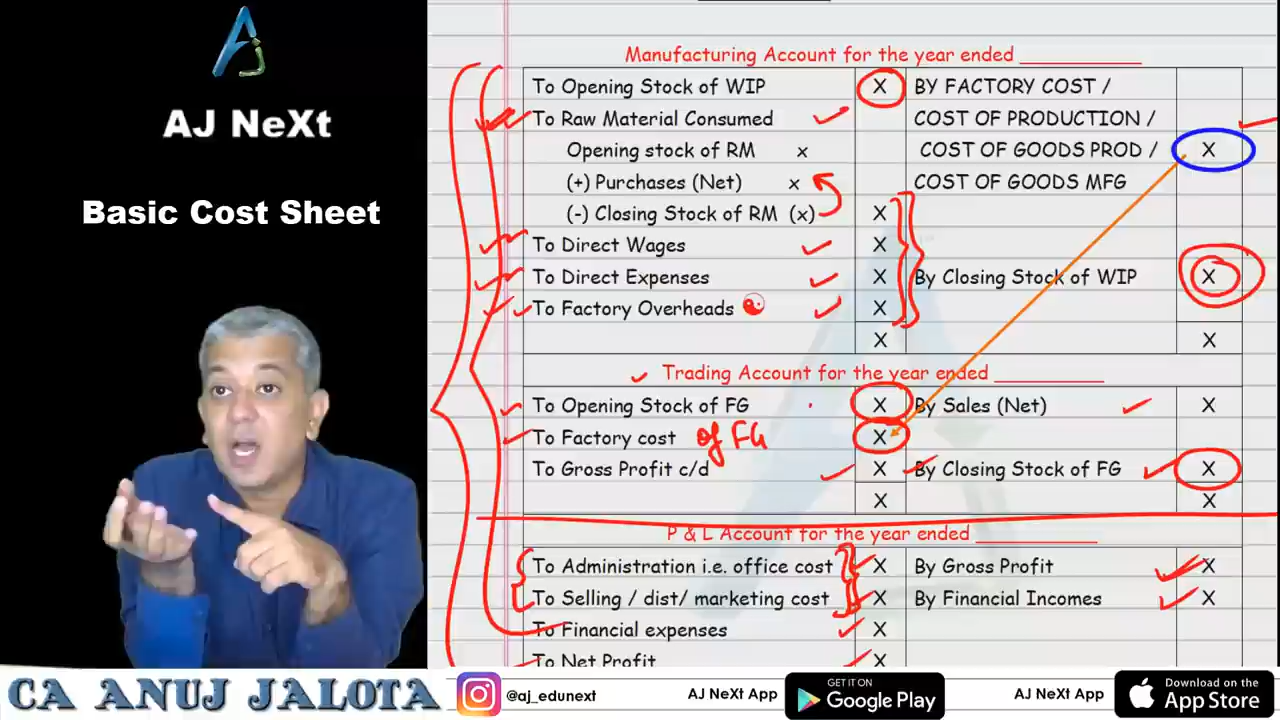 AJ NeXt
Basic Cost Sheet
Manufacturing Account for the year ended ____________
To Opening Stock of WIP X BY FACTORY COST /
To Raw Material Consumed COST OF PRODUCTION /
Opening stock of RM x COST OF GOODS PROD / X
(+) Purchases (Net) x COST OF GOODS MFG
(-) Closing Stock of RM (x) X
To Direct Wages X
To Direct Expenses X By Closing Stock of WIP X
To Factory Overheads X
X X
Trading Account for the year ended ___________
To Opening Stock of FG X By Sales (Net) X
To Factory cost of FG X
To Gross Profit c/d X By Closing Stock of FG X
X X
P & L Account for the year ended ____________
To Administration i.e. office cost X By Gross Profit X
To Selling / dist/ marketing cost X By Financial Incomes X
To Financial expenses X
To Net Profit X
CA ANUJ JALOTA
@aj_edunext
AJ NeXt App
GET IT ON
Google Play
AJ NeXt App
Download on the
App Store